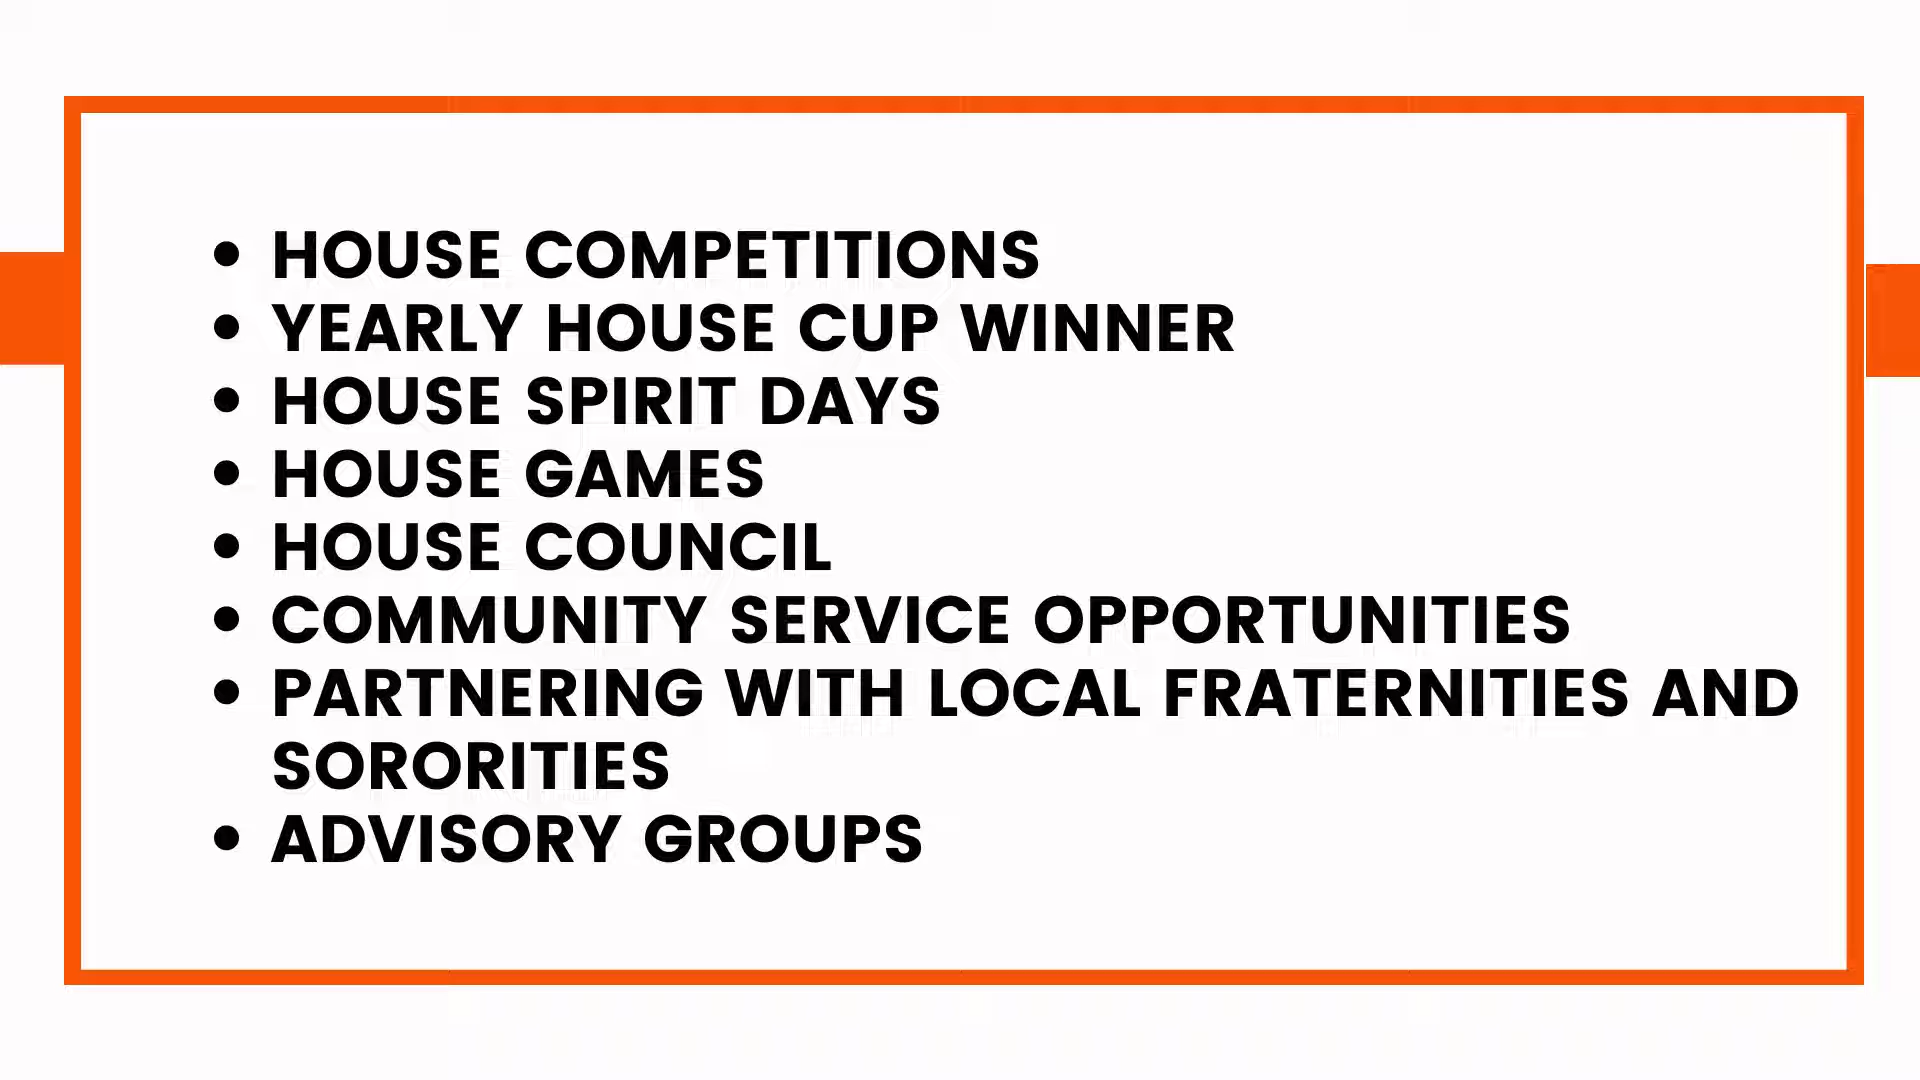 • HOUSE COMPETITIONS
• YEARLY HOUSE CUP WINNER
• HOUSE SPIRIT DAYS
• HOUSE GAMES
• HOUSE COUNCIL
• COMMUNITY SERVICE OPPORTUNITIES
• PARTNERING WITH LOCAL FRATERNITIES AND
SORORITIES
• ADVISORY GROUPS